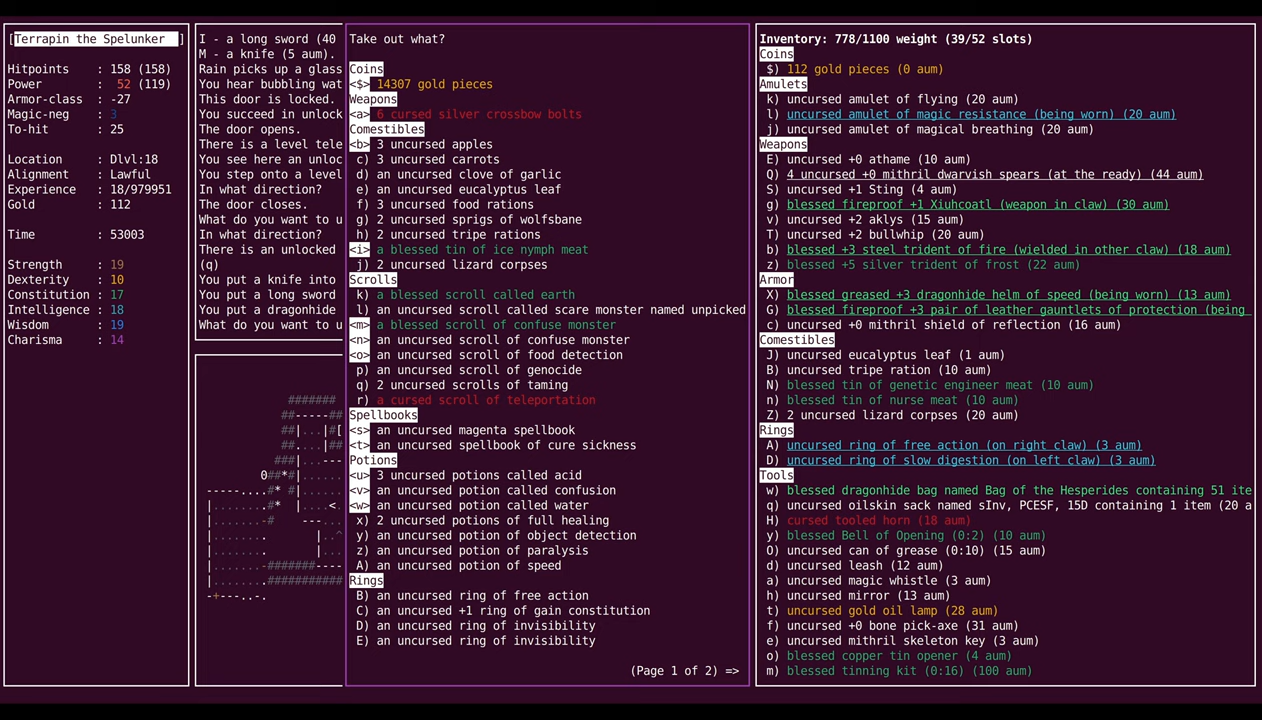 [Terrapin the Spelunker ]
Hitpoints : 158 (158)
Power : 52 (119)
Armor-class : -27
Magic-neg : 3
To-hit : 25
Location : Dlvl:18
Alignment : Lawful
Experience : 18/979951
Gold : 112
Time : 53003
Strength : 19
Dexterity : 10
Constitution : 17
Intelligence : 18
Wisdom : 19
Charisma : 14
I - a long sword (40
M - a knife (5 aum).
Rain picks up a glass
You hear bubbling wat
This door is locked.
You succeed in unlock
The door opens.
There is a level tele
You see here an unloc
You step onto a level
In what direction?
The door closes.
What do you want to u
In what direction?
There is an unlocked
(q)
You put a knife into
You put a long sword
You put a dragonhide
What do you want to u
#######
##-----##
##|...|#[
##....|##
###|...---
0##*#|.....
-----....#* #|.....
|.......#* |...<.
|.......-# ---...
|....... |...^
|....... |...
|.......-#######----
|.......############
-+---..-.
Take out what?
Coins
<$> 14307 gold pieces
Weapons
<a> 6 cursed silver crossbow bolts
Comestibles
<b> 3 uncursed apples
c) 3 uncursed carrots
d) an uncursed clove of garlic
e) an uncursed eucalyptus leaf
f) 3 uncursed food rations
g) 2 uncursed sprigs of wolfsbane
h) 2 uncursed tripe rations
<i> a blessed tin of ice nymph meat
j) 2 uncursed lizard corpses
Scrolls
k) a blessed scroll called earth
l) an uncursed scroll called scare monster named unpicked
<m> a blessed scroll of confuse monster
<n> an uncursed scroll of confuse monster
<o> an uncursed scroll of food detection
p) an uncursed scroll of genocide
q) 2 uncursed scrolls of taming
r) a cursed scroll of teleportation
Spellbooks
<s> an uncursed magenta spellbook
<t> an uncursed spellbook of cure sickness
Potions
<u> 3 uncursed potions called acid
<v> an uncursed potion called confusion
<w> an uncursed potion called water
x) 2 uncursed potions of full healing
y) an uncursed potion of object detection
z) an uncursed potion of paralysis
A) an uncursed potion of speed
Rings
B) an uncursed ring of free action
C) an uncursed +1 ring of gain constitution
D) an uncursed ring of invisibility
E) an uncursed ring of invisibility
(Page 1 of 2) =>
Inventory: 778/1100 weight (39/52 slots)
Coins
$) 112 gold pieces (0 aum)
Amulets
k) uncursed amulet of flying (20 aum)
l) uncursed amulet of magic resistance (being worn) (20 aum)
j) uncursed amulet of magical breathing (20 aum)
Weapons
E) uncursed +0 athame (10 aum)
Q) 4 uncursed +0 mithril dwarvish spears (at the ready) (44 aum)
S) uncursed +1 Sting (4 aum)
g) blessed fireproof +1 Xiuhcoatl (weapon in claw) (30 aum)
v) uncursed +2 aklys (15 aum)
T) uncursed +2 bullwhip (20 aum)
b) blessed +3 steel trident of fire (wielded in other claw) (18 aum)
z) blessed +5 silver trident of frost (22 aum)
Armor
X) blessed greased +3 dragonhide helm of speed (being worn) (13 aum)
G) blessed fireproof +3 pair of leather gauntlets of protection (being
c) uncursed +0 mithril shield of reflection (16 aum)
Comestibles
J) uncursed eucalyptus leaf (1 aum)
B) uncursed tripe ration (10 aum)
N) blessed tin of genetic engineer meat (10 aum)
n) blessed tin of nurse meat (10 aum)
Z) 2 uncursed lizard corpses (20 aum)
Rings
A) uncursed ring of free action (on right claw) (3 aum)
D) uncursed ring of slow digestion (on left claw) (3 aum)
Tools
w) blessed dragonhide bag named Bag of the Hesperides containing 51 ite
q) uncursed oilskin sack named sInv, PCESF, 15D containing 1 item (20 a
H) cursed tooled horn (18 aum)
y) blessed Bell of Opening (0:2) (10 aum)
O) uncursed can of grease (0:10) (15 aum)
d) uncursed leash (12 aum)
a) uncursed magic whistle (3 aum)
h) uncursed mirror (13 aum)
t) uncursed gold oil lamp (28 aum)
f) uncursed +0 bone pick-axe (31 aum)
e) uncursed mithril skeleton key (3 aum)
o) blessed copper tin opener (4 aum)
m) blessed tinning kit (0:16) (100 aum)